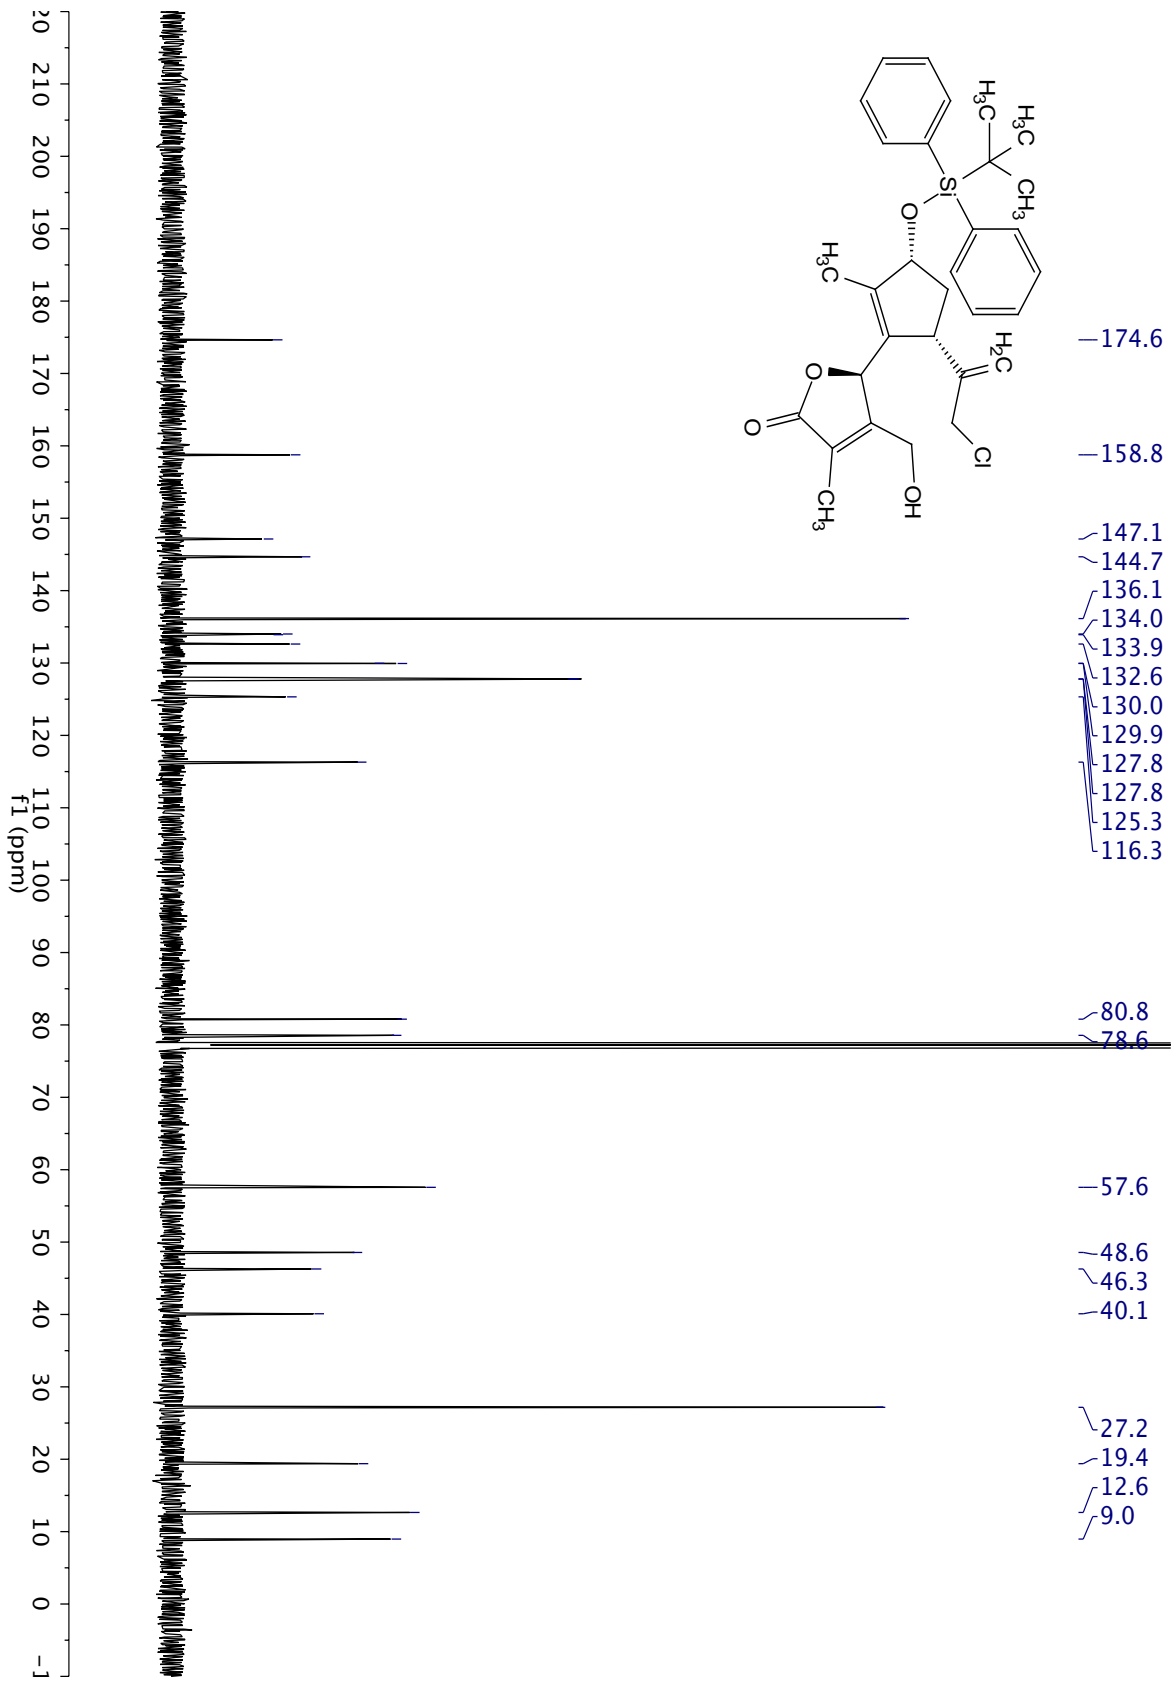 H₃C
H₃C
CH₃
Si
O
H₃C
H₂C
Cl
O
O
OH
CH₃
174.6
158.8
147.1
144.7
136.1
134.0
133.9
132.6
130.0
129.9
127.8
127.8
125.3
116.3
80.8
78.6
57.6
48.6
46.3
40.1
27.2
19.4
12.6
9.0
20 210 200 190 180 170 160 150 140 130 120 110 100 90 80 70 60 50 40 30 20 10 0 -1
f1 (ppm)